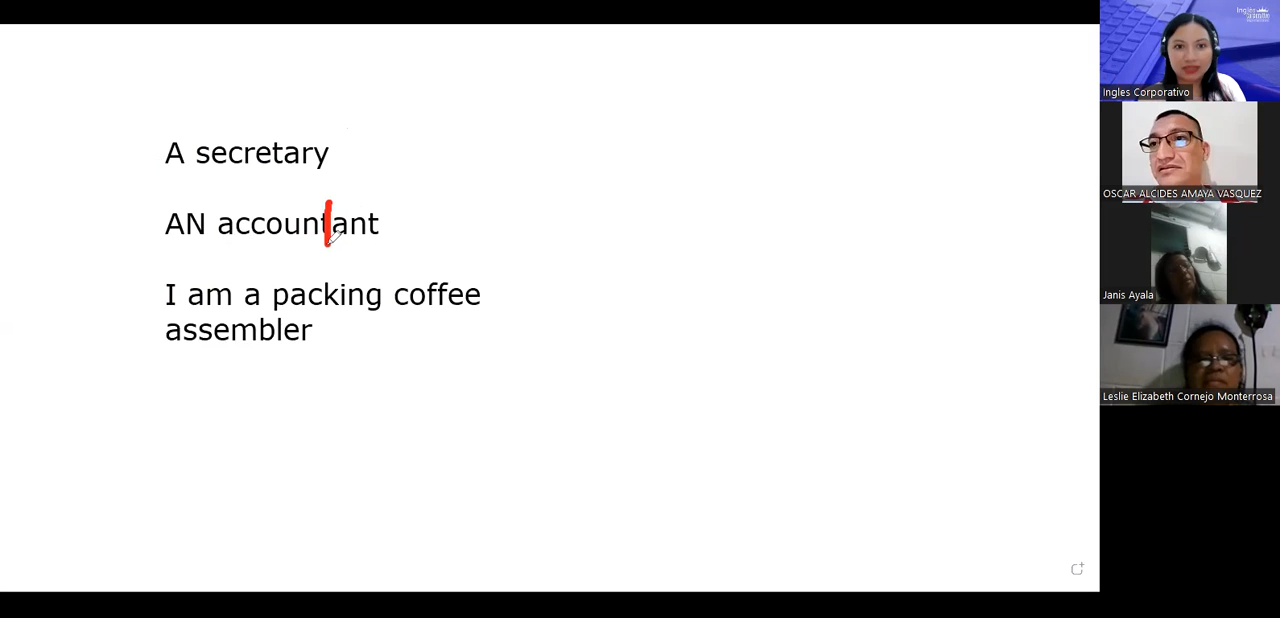 A secretary
AN accountant
I am a packing coffee
assembler
Ingles Corporativo
OSCAR ALCIDES AMAYA VASQUEZ
Janis Ayala
Leslie Elizabeth Cornejo Monterrosa